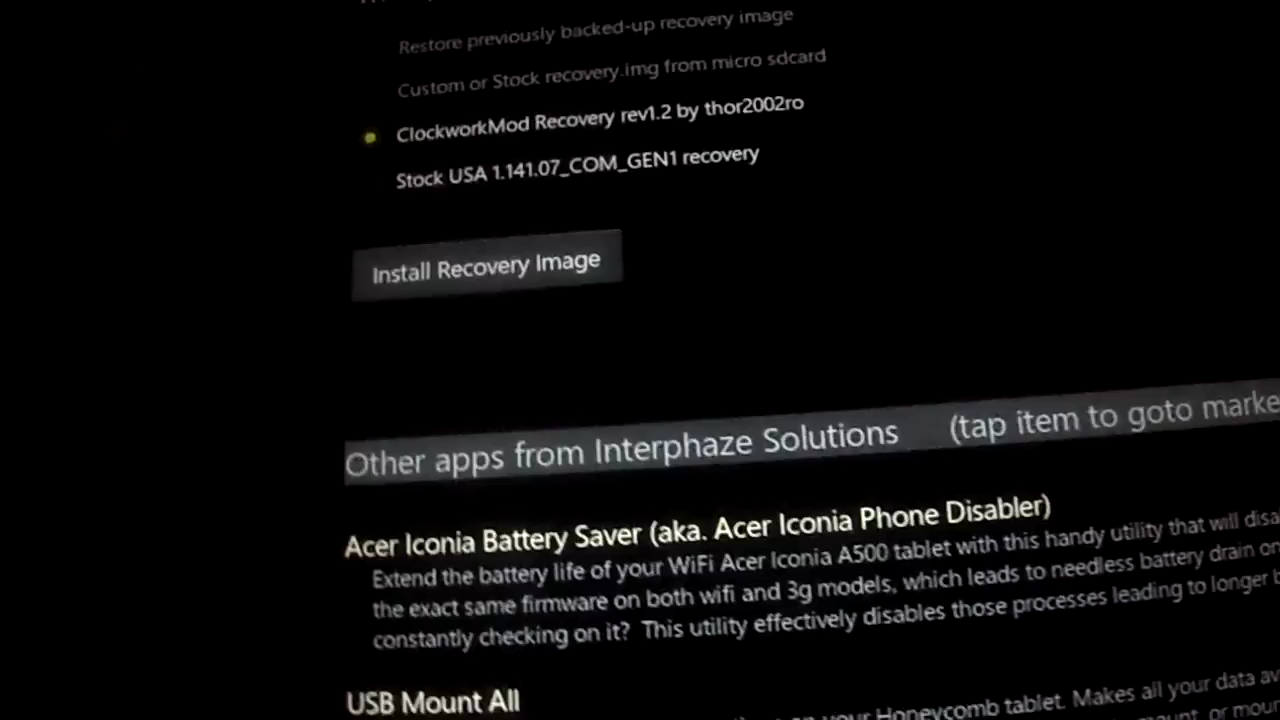 Restore previously backed-up recovery image
Custom or Stock recovery.img from micro sdcard
ClockworkMod Recovery rev1.2 by thor2002ro
Stock USA 1.141.07_COM_GEN1 recovery
Install Recovery Image
Other apps from Interphaze Solutions (tap item to goto marke
Acer Iconia Battery Saver (aka. Acer Iconia Phone Disabler)
Extend the battery life of your WiFi Acer Iconia A500 tablet with this handy utility that will disa
the exact same firmware on both wifi and 3g models, which leads to needless battery drain on
constantly checking on it? This utility effectively disables those processes leading to longer b
USB Mount All
your Honeycomb tablet. Makes all your data av
mount, or mour